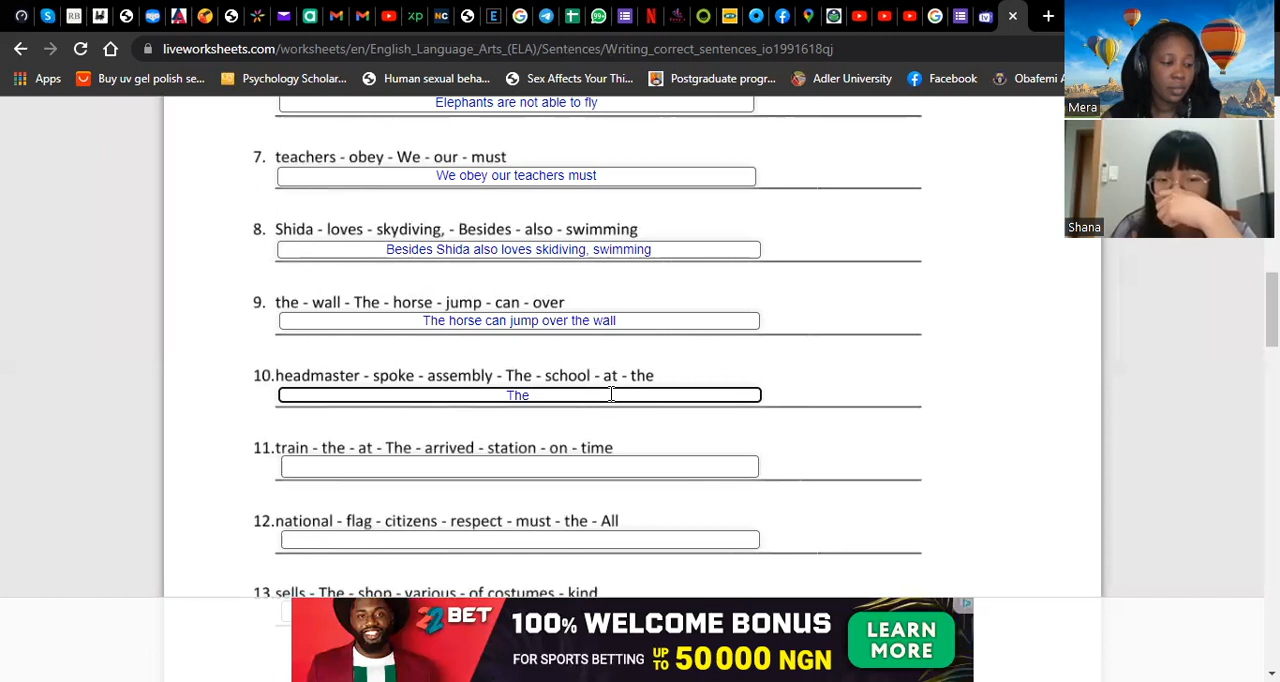 liveworksheets.com/worksheets/en/English_Language_Arts_(ELA)/Sentences/Writing_correct_sentences_io1991618qj
Apps Buy uv gel polish se... Psychology Scholar... Human sexual beha... Sex Affects Your Thi... Postgraduate progr... Adler University Facebook Obafemi
Mera
Shana
Elephants are not able to fly
7. teachers - obey - We - our - must
We obey our teachers must
8. Shida - loves - skydiving, - Besides - also - swimming
Besides Shida also loves skidiving, swimming
9. the - wall - The - horse - jump - can - over
The horse can jump over the wall
10.headmaster - spoke - assembly - The - school - at - the
The
11.train - the - at - The - arrived - station - on - time
12.national - flag - citizens - respect - must - the - All
13.sells - The - shop - various - of costumes - kind
22BET
100% WELCOME BONUS
FOR SPORTS BETTING UP TO 50 000 NGN
LEARN
MORE